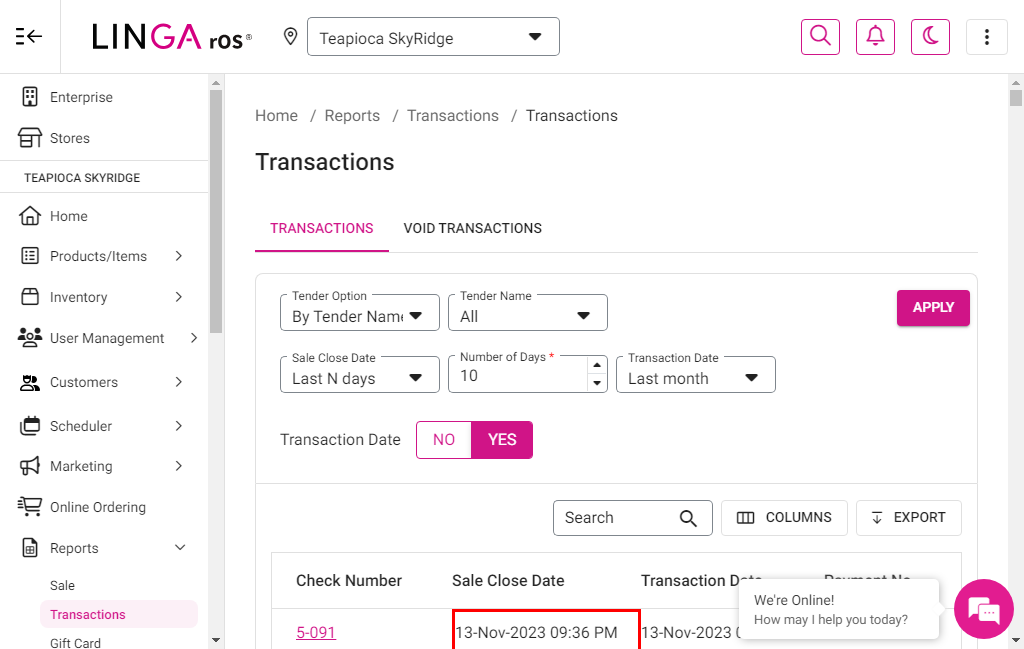 LINGA ros®
Teapioca SkyRidge
Enterprise
Stores
TEAPIOCA SKYRIDGE
Home
Products/Items
Inventory
User Management
Customers
Scheduler
Marketing
Online Ordering
Reports
Sale
Transactions
Gift Card
Home / Reports / Transactions / Transactions
Transactions
TRANSACTIONS VOID TRANSACTIONS
Tender Option
By Tender Name
Tender Name
All
APPLY
Sale Close Date
Last N days
Number of Days *
10
Transaction Date
Last month
Transaction Date NO YES
Search COLUMNS EXPORT
Check Number Sale Close Date Transaction Date Payment No
5-091 13-Nov-2023 09:36 PM 13-Nov-2023
We're Online!
How may I help you today?